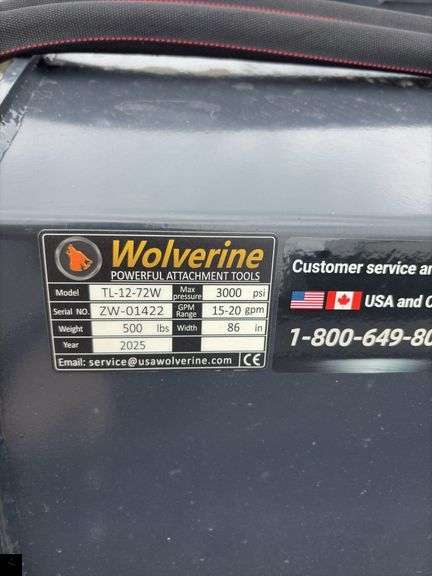 Wolverine
POWERFUL ATTACHMENT TOOLS
Model TL-12-72W Max pressure 3000 psi
Serial NO. ZW-01422 GPM Range 15-20 gpm
Weight 500 lbs Width 86 in
Year 2025
Email: service@usawolverine.com CE
Customer service an
USA and C
1-800-649-80